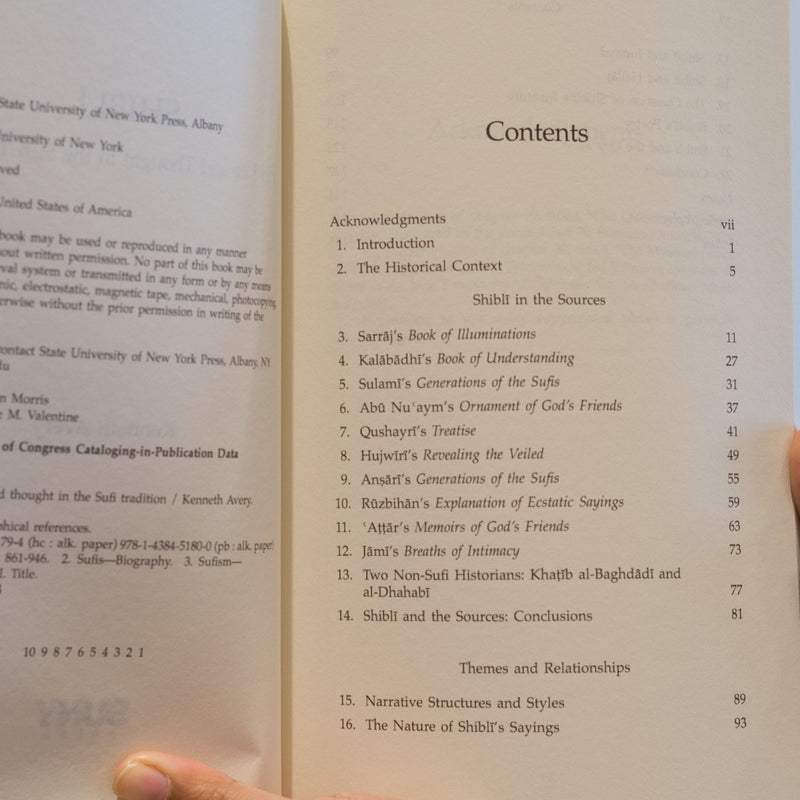 State University of New York Press, Albany
University of New York
ved
United States of America
book may be used or reproduced in any manner
out written permission. No part of this book may be
eval system or transmitted in any form or by any means
nic, electrostatic, magnetic tape, mechanical, photocopying,
erwise without the prior permission in writing of the
contact State University of New York Press, Albany, NY
du
n Morris
e M. Valentine
of Congress Cataloging-in-Publication Data
d thought in the Sufi tradition / Kenneth Avery.
phical references.
79-4 (hc : alk. paper) 978-1-4384-5180-0 (pb : alk. paper)
861-946. 2. Sufis—Biography. 3. Sufism—
I. Title.
10 9 8 7 6 5 4 3 2 1
Contents
Acknowledgments vii
1. Introduction 1
2. The Historical Context 5
Shiblī in the Sources
3. Sarrāj's Book of Illuminations 11
4. Kalābādhī's Book of Understanding 27
5. Sulamī's Generations of the Sufis 31
6. Abū Nuʿaym's Ornament of God's Friends 37
7. Qushayrī's Treatise 41
8. Hujwīrī's Revealing the Veiled 49
9. Anṣārī's Generations of the Sufis 55
10. Rūzbihān's Explanation of Ecstatic Sayings 59
11. ʿAṭṭār's Memoirs of God's Friends 63
12. Jāmī's Breaths of Intimacy 73
13. Two Non-Sufi Historians: Khaṭīb al-Baghdādī and
al-Dhahabī 77
14. Shiblī and the Sources: Conclusions 81
Themes and Relationships
15. Narrative Structures and Styles 89
16. The Nature of Shiblī's Sayings 93